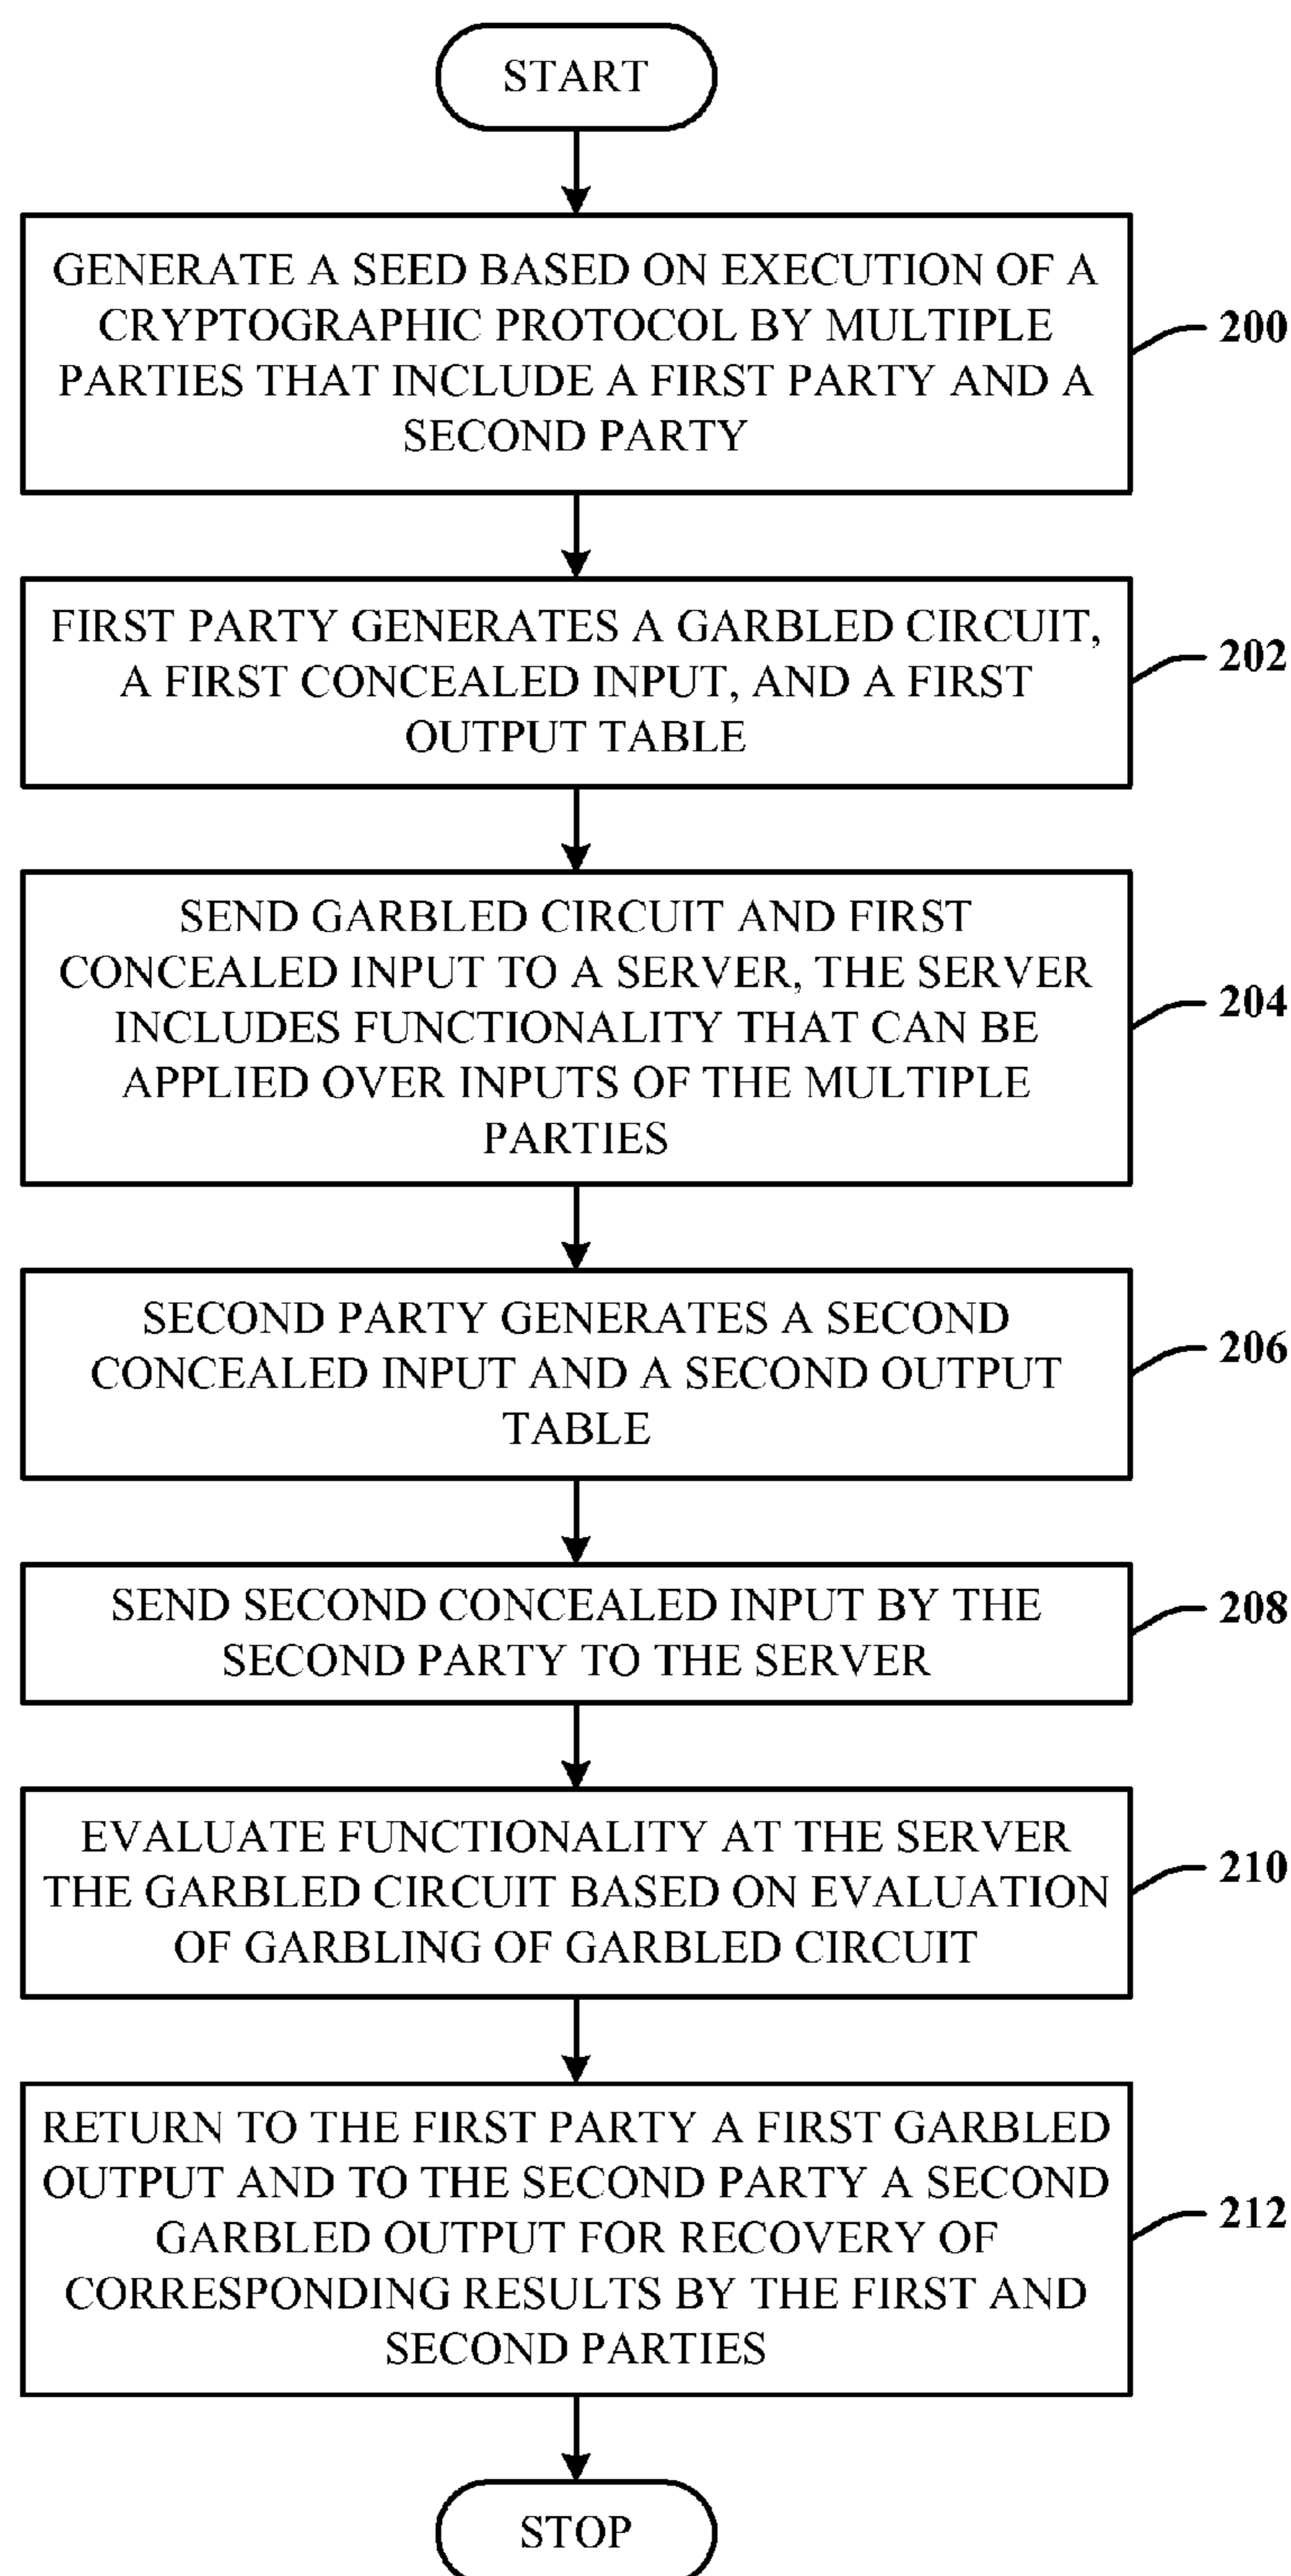 START
GENERATE A SEED BASED ON EXECUTION OF A
CRYPTOGRAPHIC PROTOCOL BY MULTIPLE
PARTIES THAT INCLUDE A FIRST PARTY AND A
SECOND PARTY
200
FIRST PARTY GENERATES A GARBLED CIRCUIT,
A FIRST CONCEALED INPUT, AND A FIRST
OUTPUT TABLE
202
SEND GARBLED CIRCUIT AND FIRST
CONCEALED INPUT TO A SERVER, THE SERVER
INCLUDES FUNCTIONALITY THAT CAN BE
APPLIED OVER INPUTS OF THE MULTIPLE
PARTIES
204
SECOND PARTY GENERATES A SECOND
CONCEALED INPUT AND A SECOND OUTPUT
TABLE
206
SEND SECOND CONCEALED INPUT BY THE
SECOND PARTY TO THE SERVER
208
EVALUATE FUNCTIONALITY AT THE SERVER
THE GARBLED CIRCUIT BASED ON EVALUATION
OF GARBLING OF GARBLED CIRCUIT
210
RETURN TO THE FIRST PARTY A FIRST GARBLED
OUTPUT AND TO THE SECOND PARTY A SECOND
GARBLED OUTPUT FOR RECOVERY OF
CORRESPONDING RESULTS BY THE FIRST AND
SECOND PARTIES
212
STOP